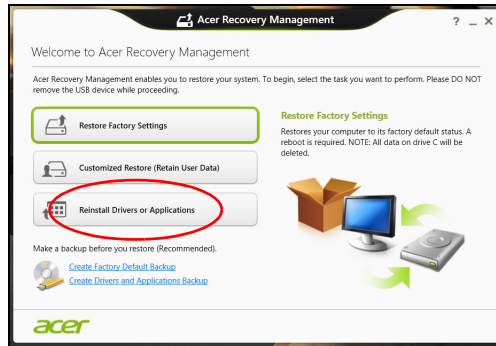 Acer Recovery Management
? _ X
Welcome to Acer Recovery Management
Acer Recovery Management enables you to restore your system. To begin, select the task you want to perform. Please DO NOT
remove the USB device while proceeding.
Restore Factory Settings
Customized Restore (Retain User Data)
Reinstall Drivers or Applications
Restore Factory Settings
Restores your computer to its factory default status. A
reboot is required. NOTE: All data on drive C will be
deleted.
Make a backup before you restore (Recommended).
Create Factory Default Backup
Create Drivers and Applications Backup
acer